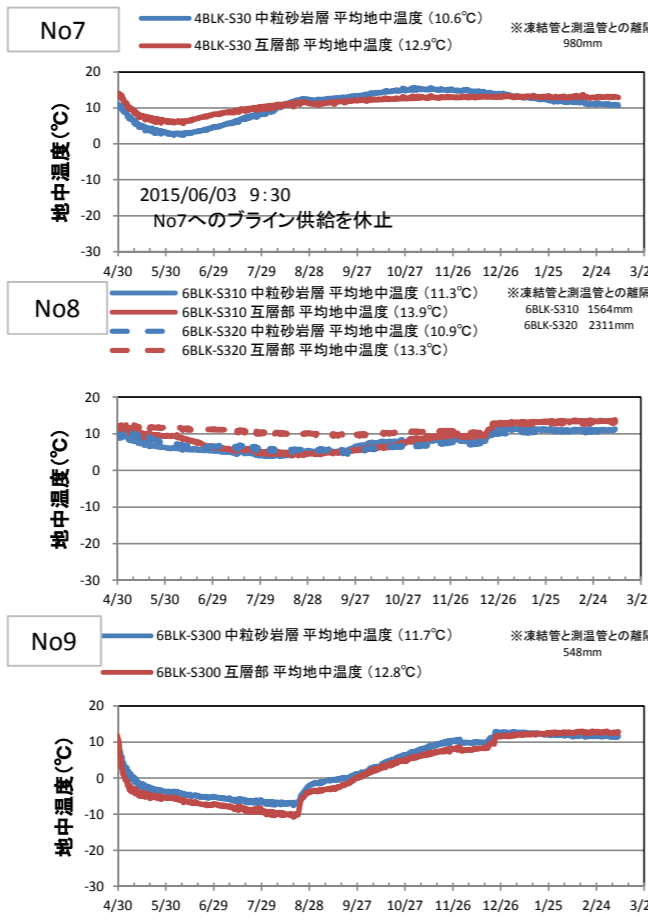 No7
4BLK-S30 中粒砂岩層 平均地中温度 (10.6℃)
4BLK-S30 互層部 平均地中温度 (12.9℃)
※凍結管と測温管との離隔
980mm
地中温度(℃)
20
10
0
-10
-20
-30
2015/06/03 9:30
No7へのブライン供給を休止
4/30 5/30 6/29 7/29 8/28 9/27 10/27 11/26 12/26 1/25 2/24 3/2
No8
6BLK-S310 中粒砂岩層 平均地中温度 (11.3℃)
6BLK-S310 互層部 平均地中温度 (13.9℃)
6BLK-S320 中粒砂岩層 平均地中温度 (10.9℃)
6BLK-S320 互層部 平均地中温度 (13.3℃)
※凍結管と測温管との離隔
6BLK-S310 1564mm
6BLK-S320 2311mm
地中温度(℃)
20
10
0
-10
-20
-30
4/30 5/30 6/29 7/29 8/28 9/27 10/27 11/26 12/26 1/25 2/24 3/2
No9
6BLK-S300 中粒砂岩層 平均地中温度 (11.7℃)
6BLK-S300 互層部 平均地中温度 (12.8℃)
※凍結管と測温管との離隔
548mm
地中温度(℃)
20
10
0
-10
-20
-30
4/30 5/30 6/29 7/29 8/28 9/27 10/27 11/26 12/26 1/25 2/24 3/2